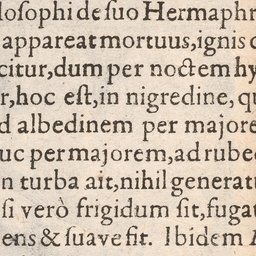 loſophi de ſuo Hermaphr
appareat mortuus, ignis c
citur, dum per noctem hy
r, hoc eſt, in nigredine, qu
d albedinem per majore
uc per majorem, ad rubec
n turba ait, nihil generatu
ſi verò frigidum ſit, fugat
ens & ſuave fit. Ibidem